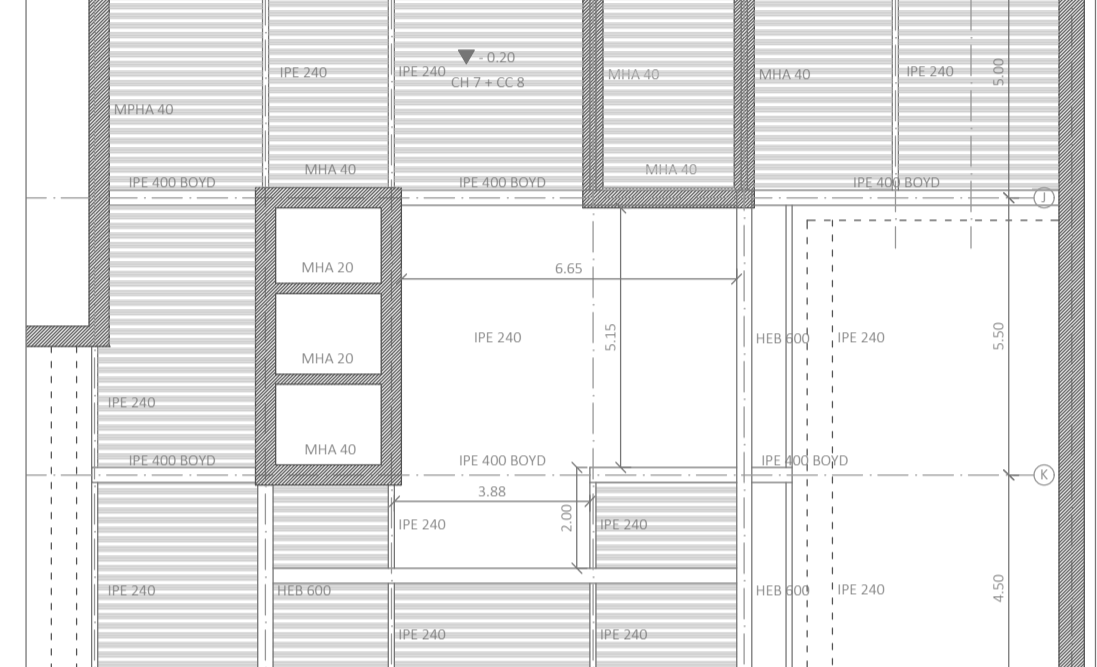 - 0.20
IPE 240
IPE 240
CH 7 + CC 8
MHA 40
MHA 40
IPE 240
5.00
MPHA 40
MHA 40
MHA 40
IPE 400 BOYD
IPE 400 BOYD
IPE 400 BOYD
J
MHA 20
6.65
IPE 240
5.15
HEB 600
IPE 240
5.50
MHA 20
IPE 240
MHA 40
IPE 400 BOYD
IPE 400 BOYD
IPE 400 BOYD
K
3.88
2.00
IPE 240
IPE 240
IPE 240
HEB 600
HEB 600
IPE 240
4.50
IPE 240
IPE 240